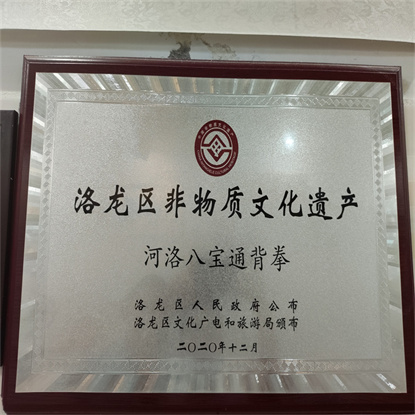 洛龙区非物质文化遗产
河洛八宝通背拳
洛龙区人民政府公布
洛龙区文化广电和旅游局颁布
二〇二〇年十二月